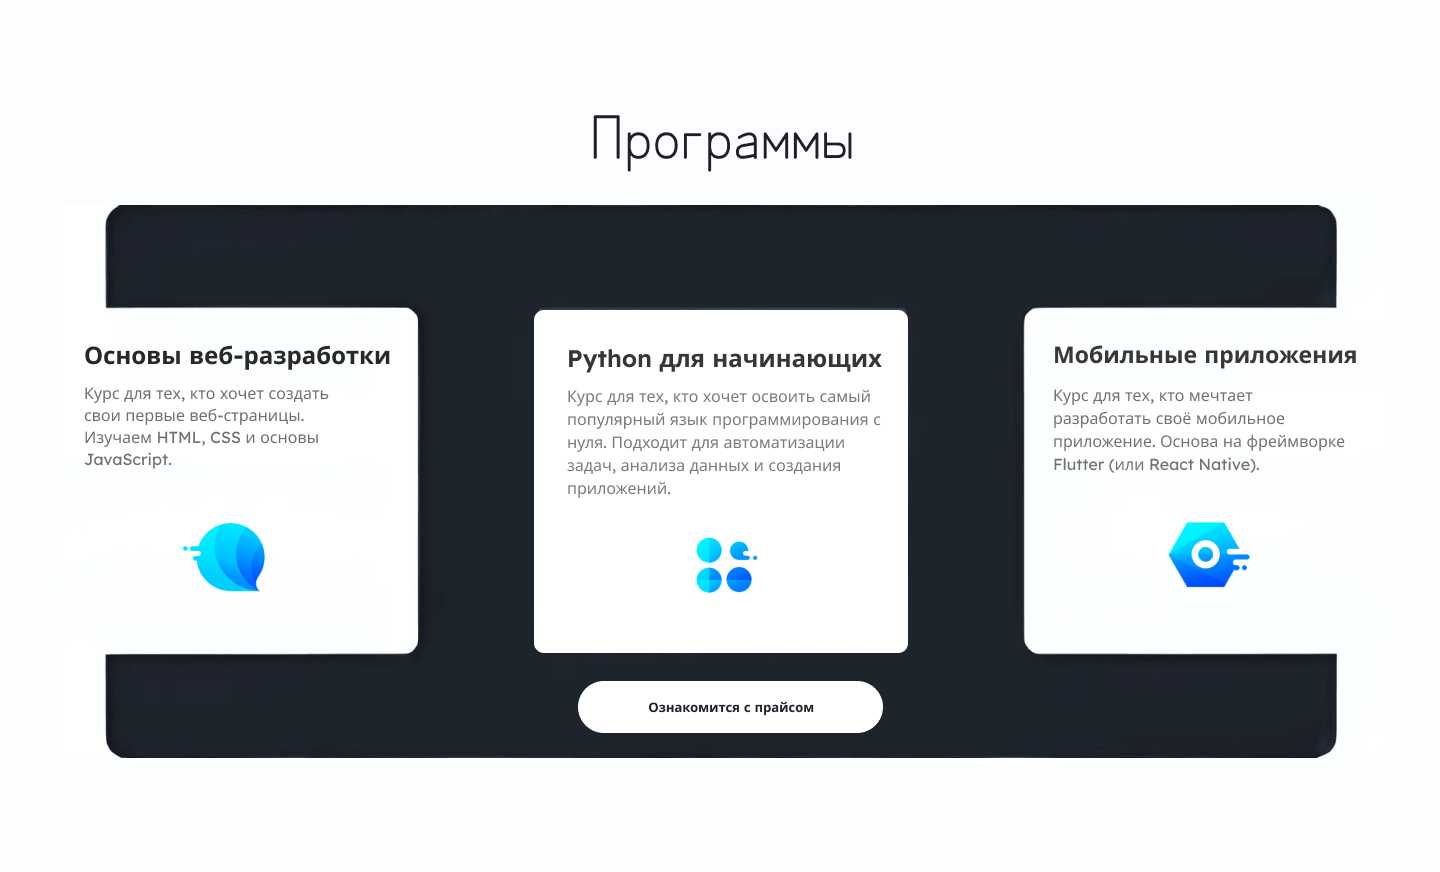 Программы
Основы веб-разработки
Курс для тех, кто хочет создать
свои первые веб-страницы.
Изучаем HTML, CSS и основы
JavaScript.
Python для начинающих
Курс для тех, кто хочет освоить самый
популярный язык программирования с
нуля. Подходит для автоматизации
задач, анализа данных и создания
приложений.
Мобильные приложения
Курс для тех, кто мечтает
разработать своё мобильное
приложение. Основа на фреймворке
Flutter (или React Native).
Ознакомится с прайсом